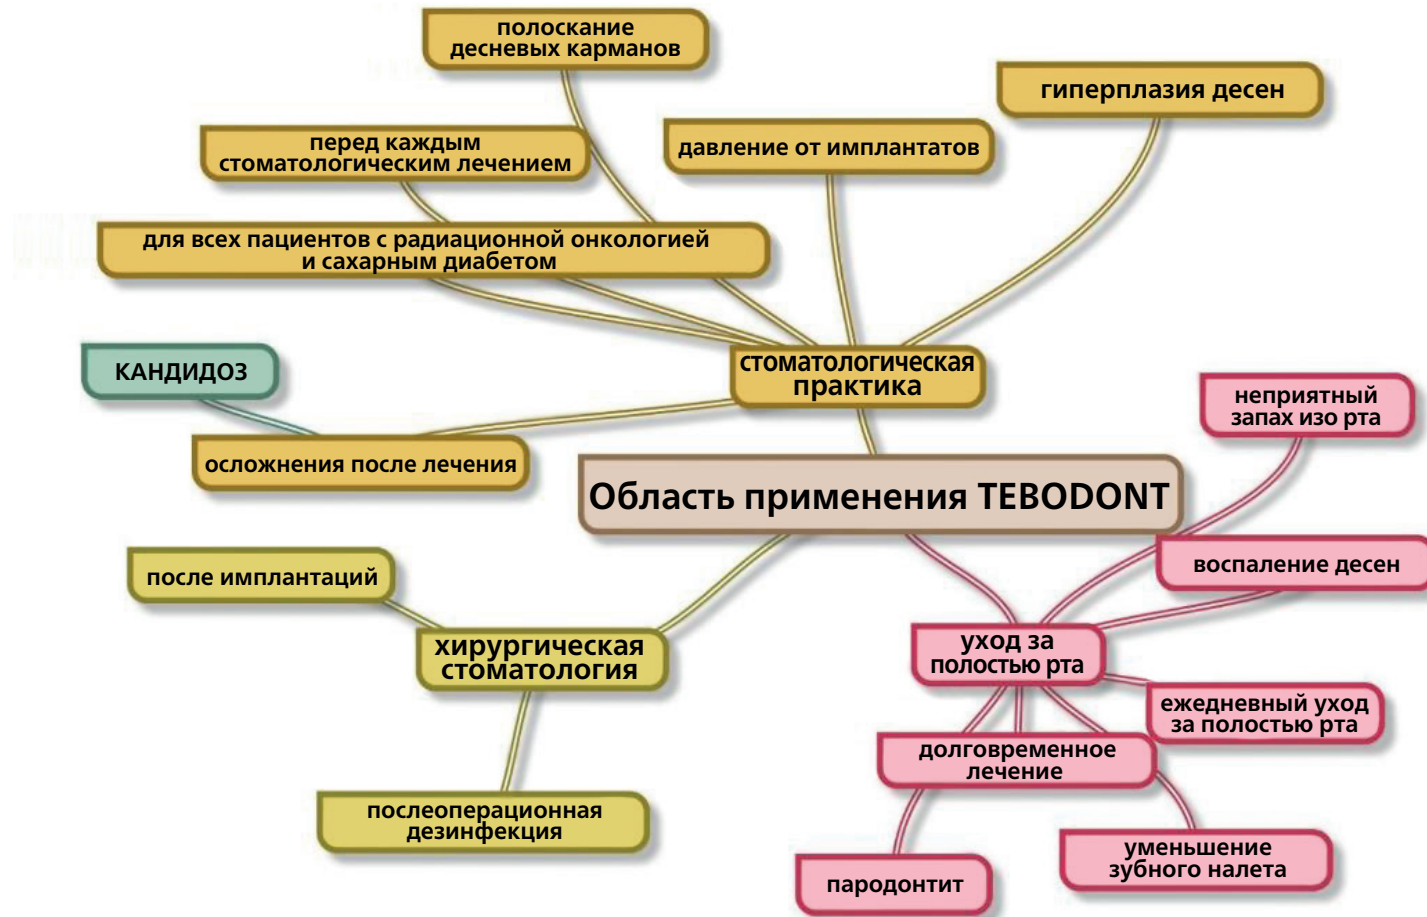 полоскание
десневых карманов
гиперплазия десен
перед каждым
стоматологическим лечением
давление от имплантатов
для всех пациентов с радиационной онкологией
и сахарным диабетом
стоматологическая
практика
КАНДИДОЗ
осложнения после лечения
неприятный
запах изо рта
Область применения TEBODONT
воспаление десен
после имплантаций
хирургическая
стоматология
уход за
полостью рта
ежедневный уход
за полостью рта
долговременное
лечение
послеоперационная
дезинфекция
уменьшение
зубного налета
пародонтит